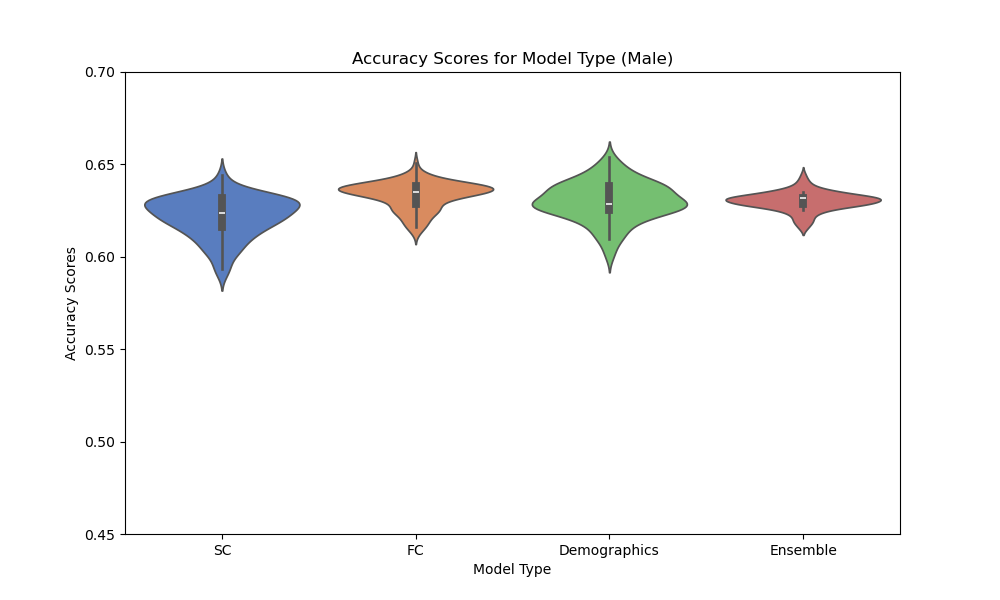 Accuracy Scores for Model Type (Male)
0.70
0.65
0.60
0.55
0.50
0.45
Accuracy Scores
SC FC Demographics Ensemble
Model Type